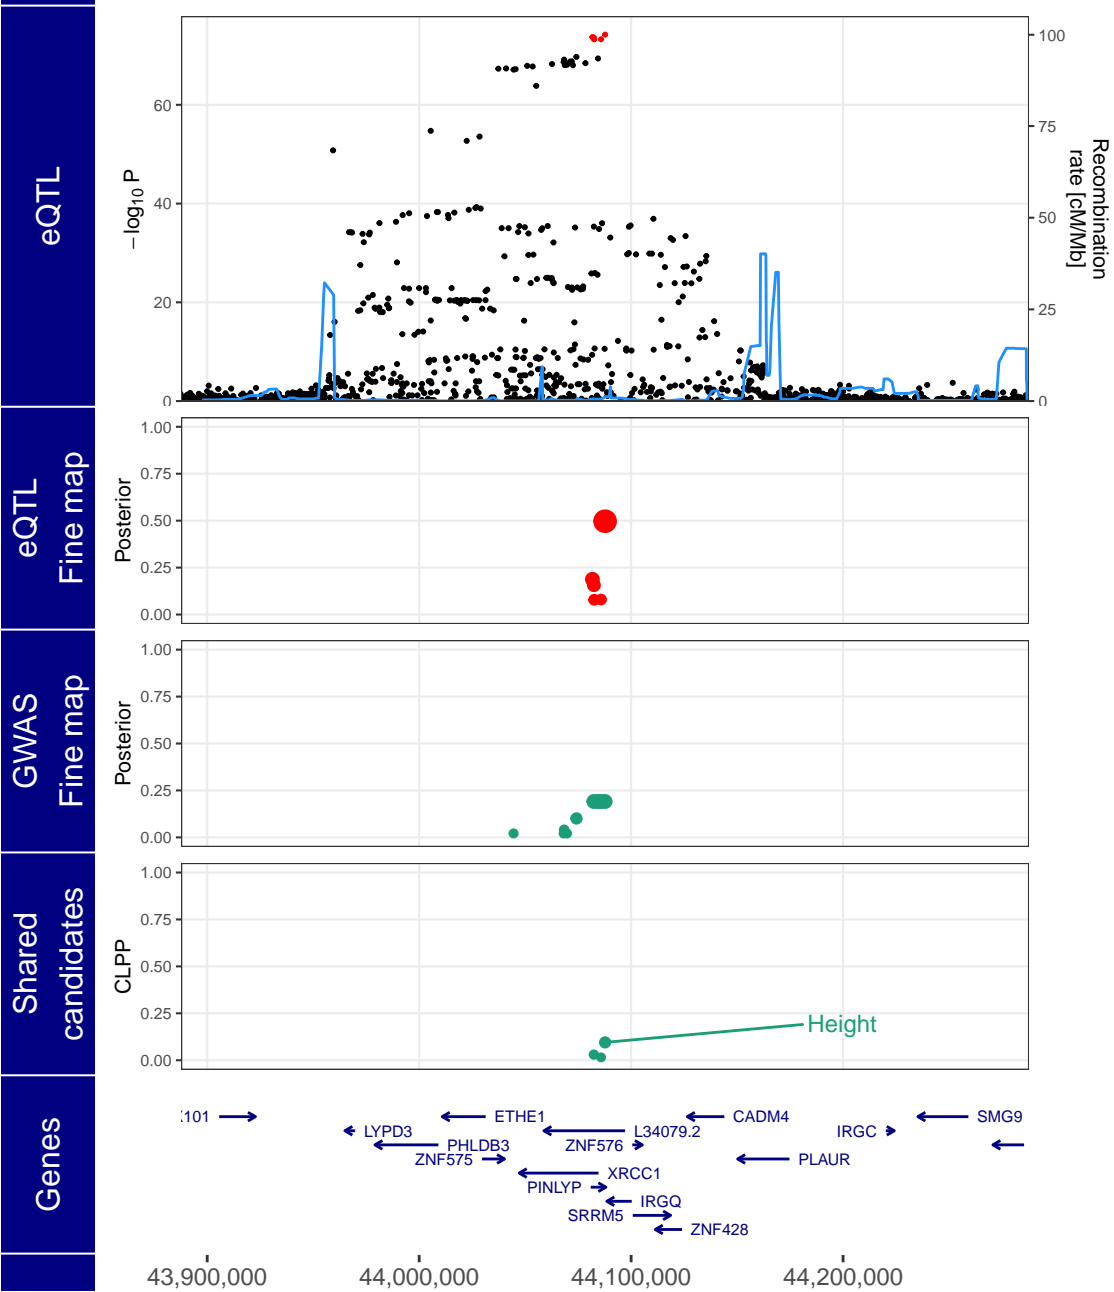 eQTL
60
40
20
0
−log10 P
100
75
50
25
0
Recombination
rate [cM/Mb]
eQTL
Fine map
1.00
0.75
0.50
0.25
0.00
Posterior
GWAS
Fine map
1.00
0.75
0.50
0.25
0.00
Posterior
Shared
candidates
1.00
0.75
0.50
0.25
0.00
CLPP
Height
Genes
101 ETHE1 CADM4 SMG9
LYPD3 L34079.2 IRGC
PHLDB3 ZNF576
ZNF575 PLAUR
XRCC1
PINLYP
IRGQ
SRRM5
ZNF428
43,900,000 44,000,000 44,100,000 44,200,000